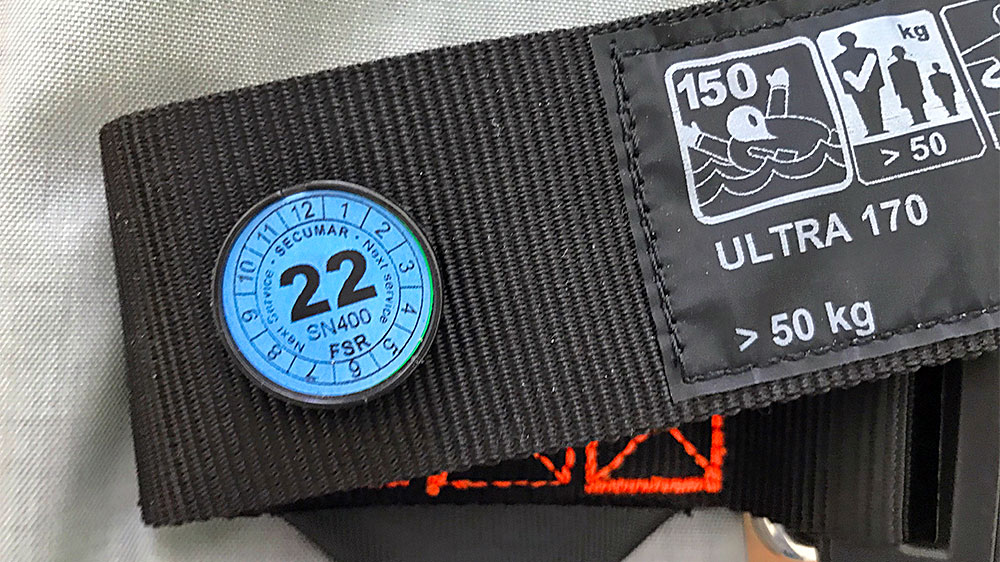 12 1 2 3 4 5 6 7 8 9 10 11
· SECUMAR ·
Next Service
Next service
22
SN400
FSR
150
kg
> 50
ULTRA 170
> 50 kg